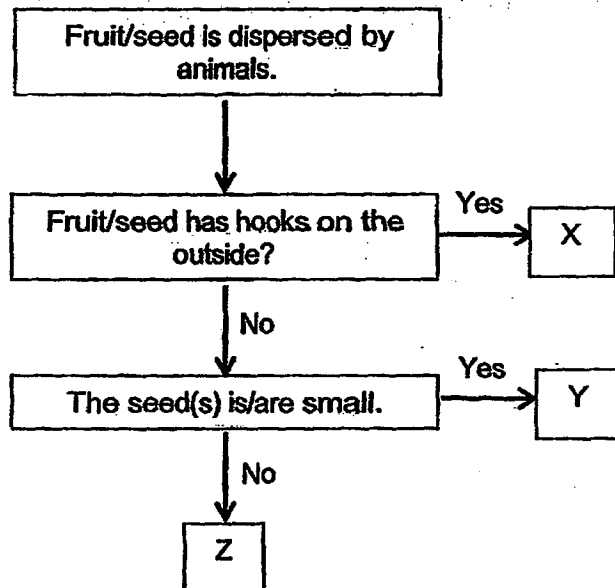 Fruit/seed is dispersed by
animals.
Fruit/seed has hooks on the
outside?
Yes
X
No
The seed(s) is/are small.
Yes
Y
No
Z